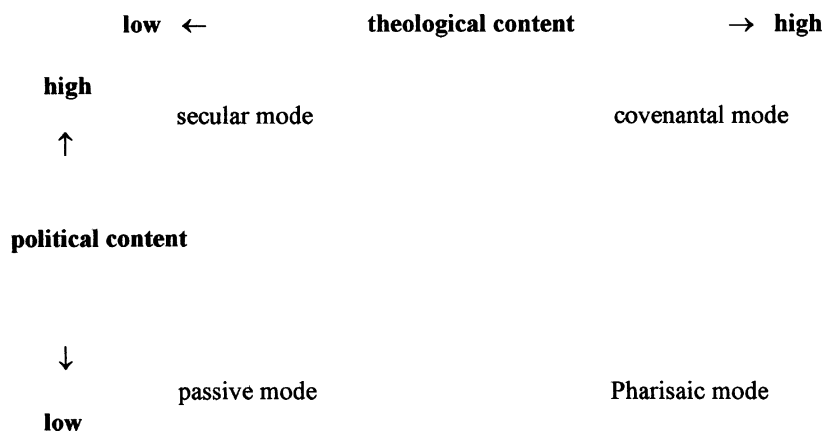 low ← theological content → high
high
secular mode covenantal mode
↑
political content
↓
passive mode Pharisaic mode
low